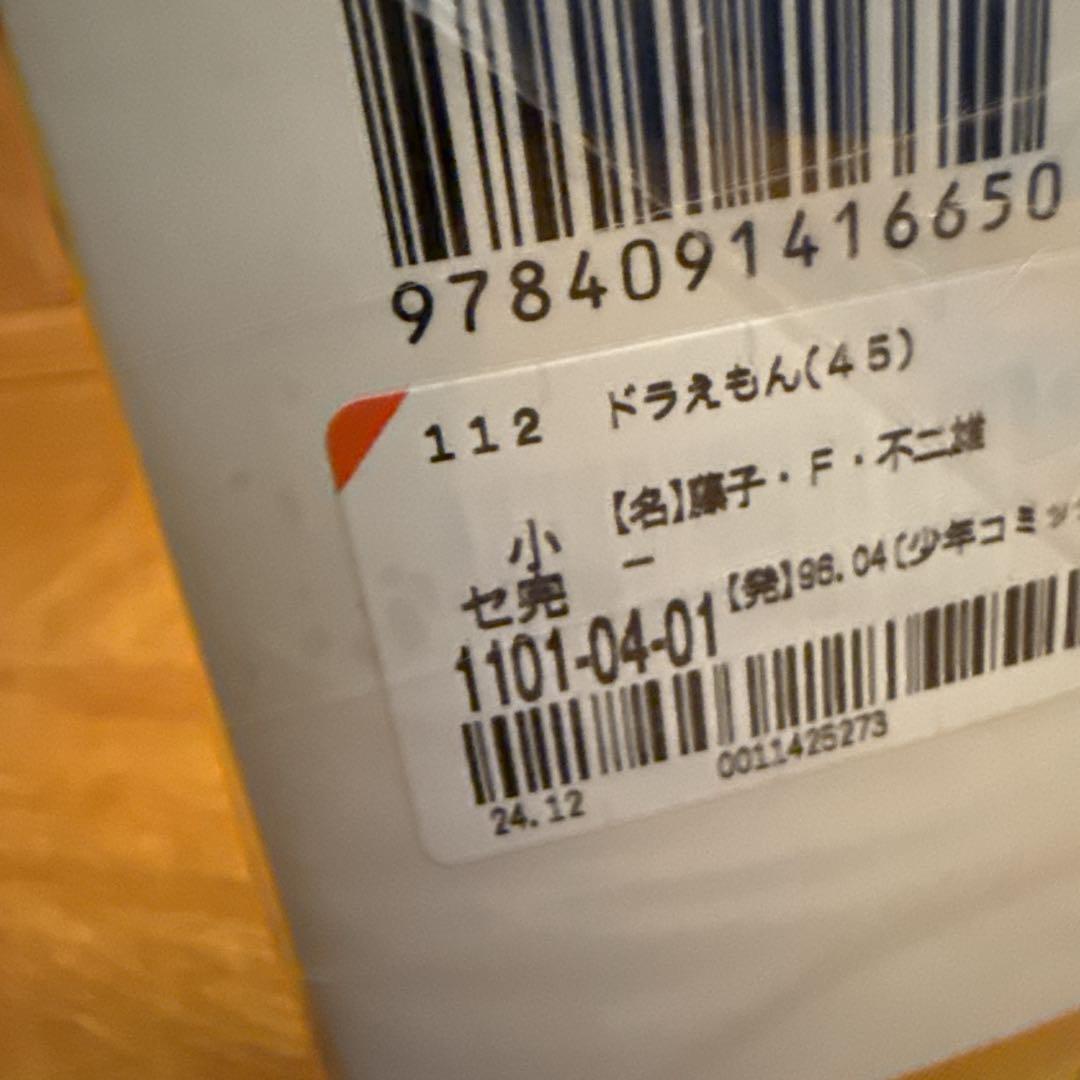 9784091416650
112 ドラえもん(45)
【名】藤子・F・不二雄
小 ー
セ完
1101-04-01【発】96.04〔少年コミッ
0011425273
24.12